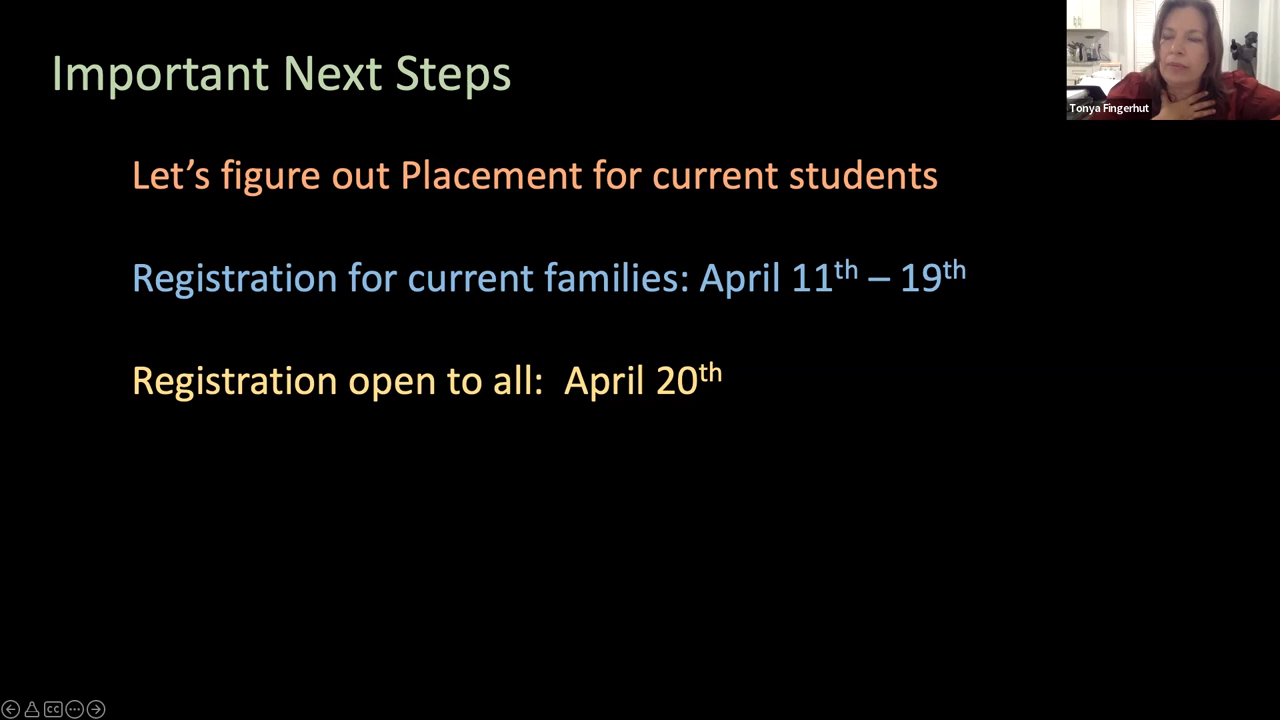 Important Next Steps
Tonya Fingerhut
Let’s figure out Placement for current students
Registration for current families: April 11th – 19th
Registration open to all:  April 20th
CC